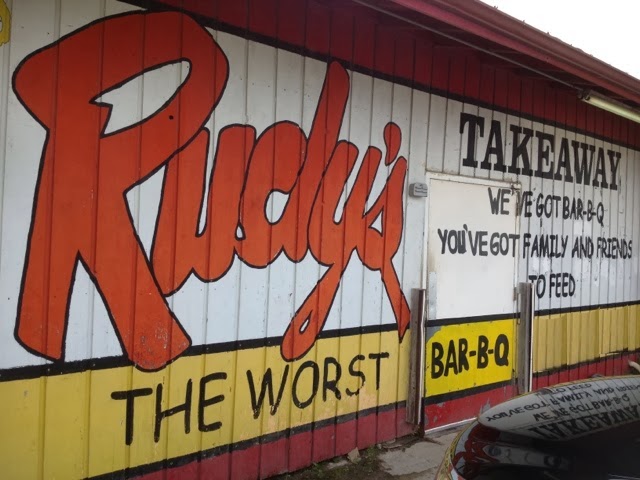 Rudy's
THE WORST
BAR-B-Q
TAKEAWAY
WE'VE GOT BAR-B-Q
YOU'VE GOT FAMILY AND FRIENDS
TO FEED